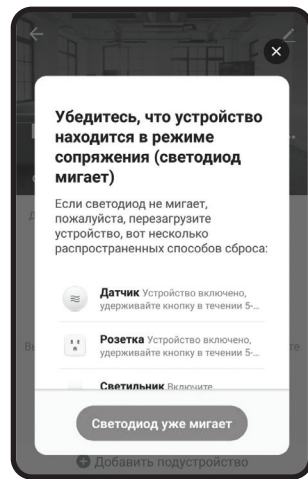 Убедитесь, что устройство
находится в режиме
сопряжения (светодиод
мигает)
Если светодиод не мигает,
пожалуйста, перезагрузите
устройство, вот несколько
распространенных способов сброса:
Датчик Устройство включено,
удерживайте кнопку в течении 5-...
Розетка Устройство включено,
удерживайте кнопку в течении 5-...
Светильник Включите
Светодиод уже мигает
Добавить подустройство